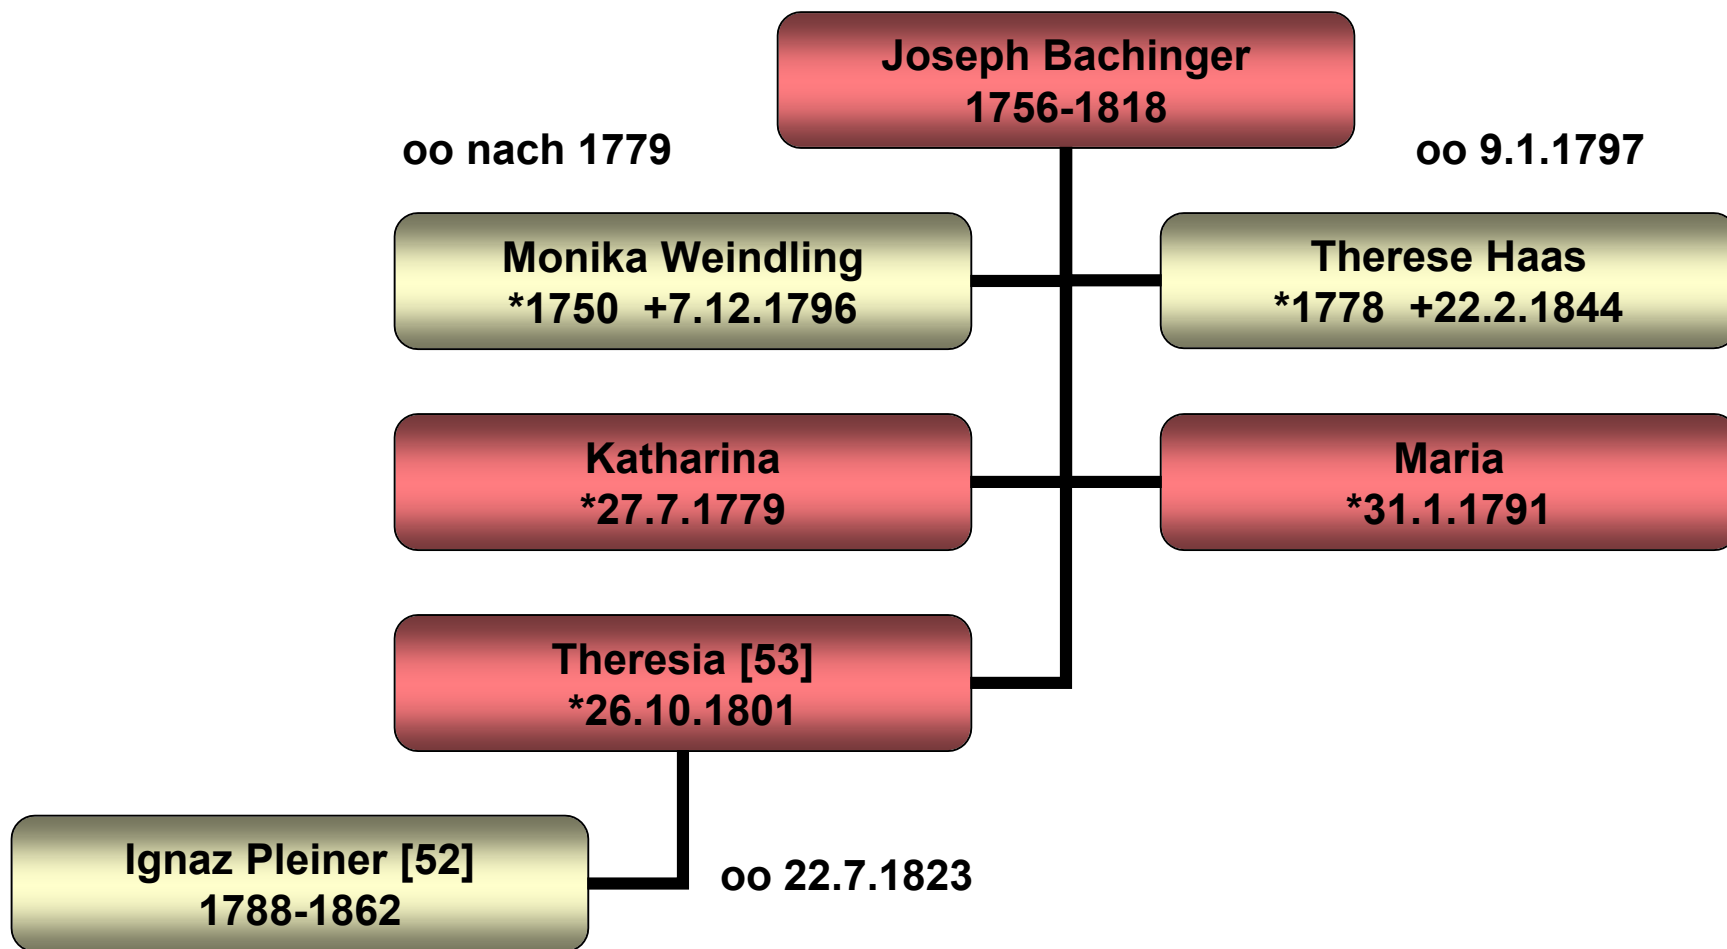 Joseph Bachinger
1756-1818
oo nach 1779
oo 9.1.1797
Monika Weindling
*1750 +7.12.1796
Therese Haas
*1778 +22.2.1844
Katharina
*27.7.1779
Maria
*31.1.1791
Theresia [53]
*26.10.1801
Ignaz Pleiner [52]
1788-1862
oo 22.7.1823